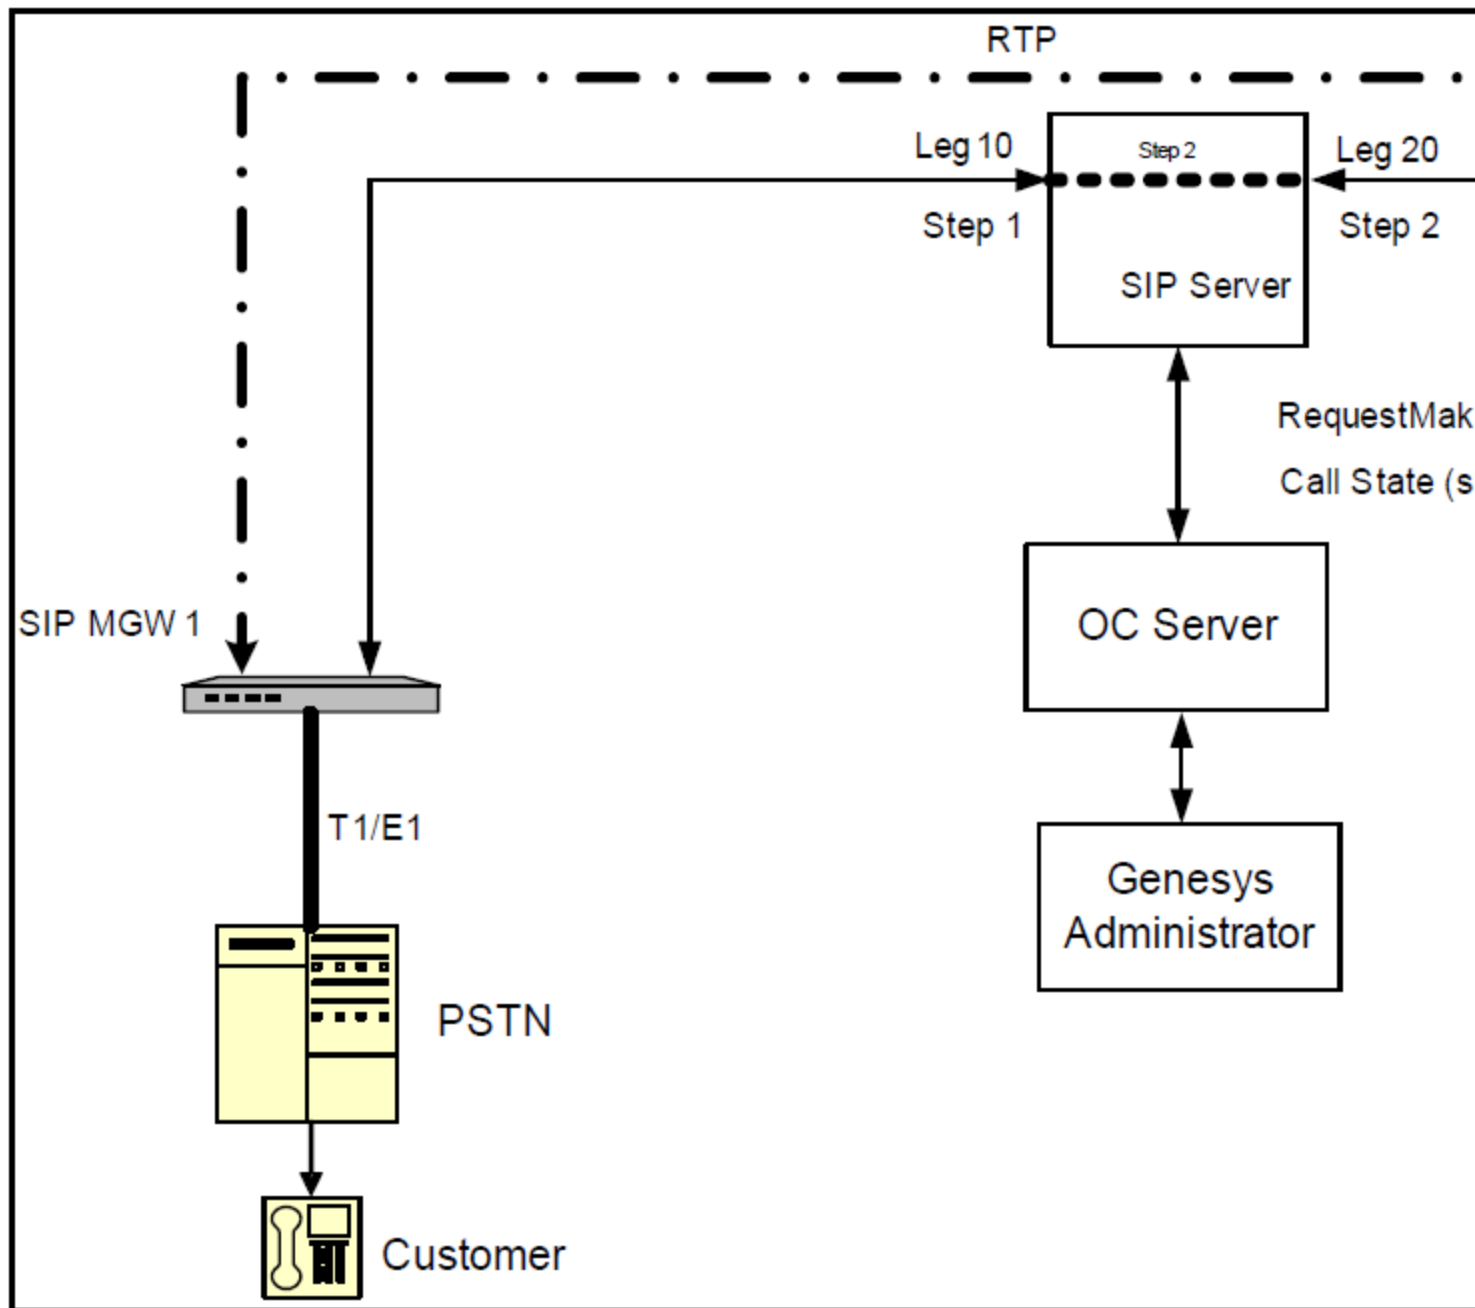 RTP
Leg 10
Step 2
Leg 20
Step 1
Step 2
SIP Server
RequestMak
Call State (s
SIP MGW 1
OC Server
T1/E1
Genesys
Administrator
PSTN
Customer